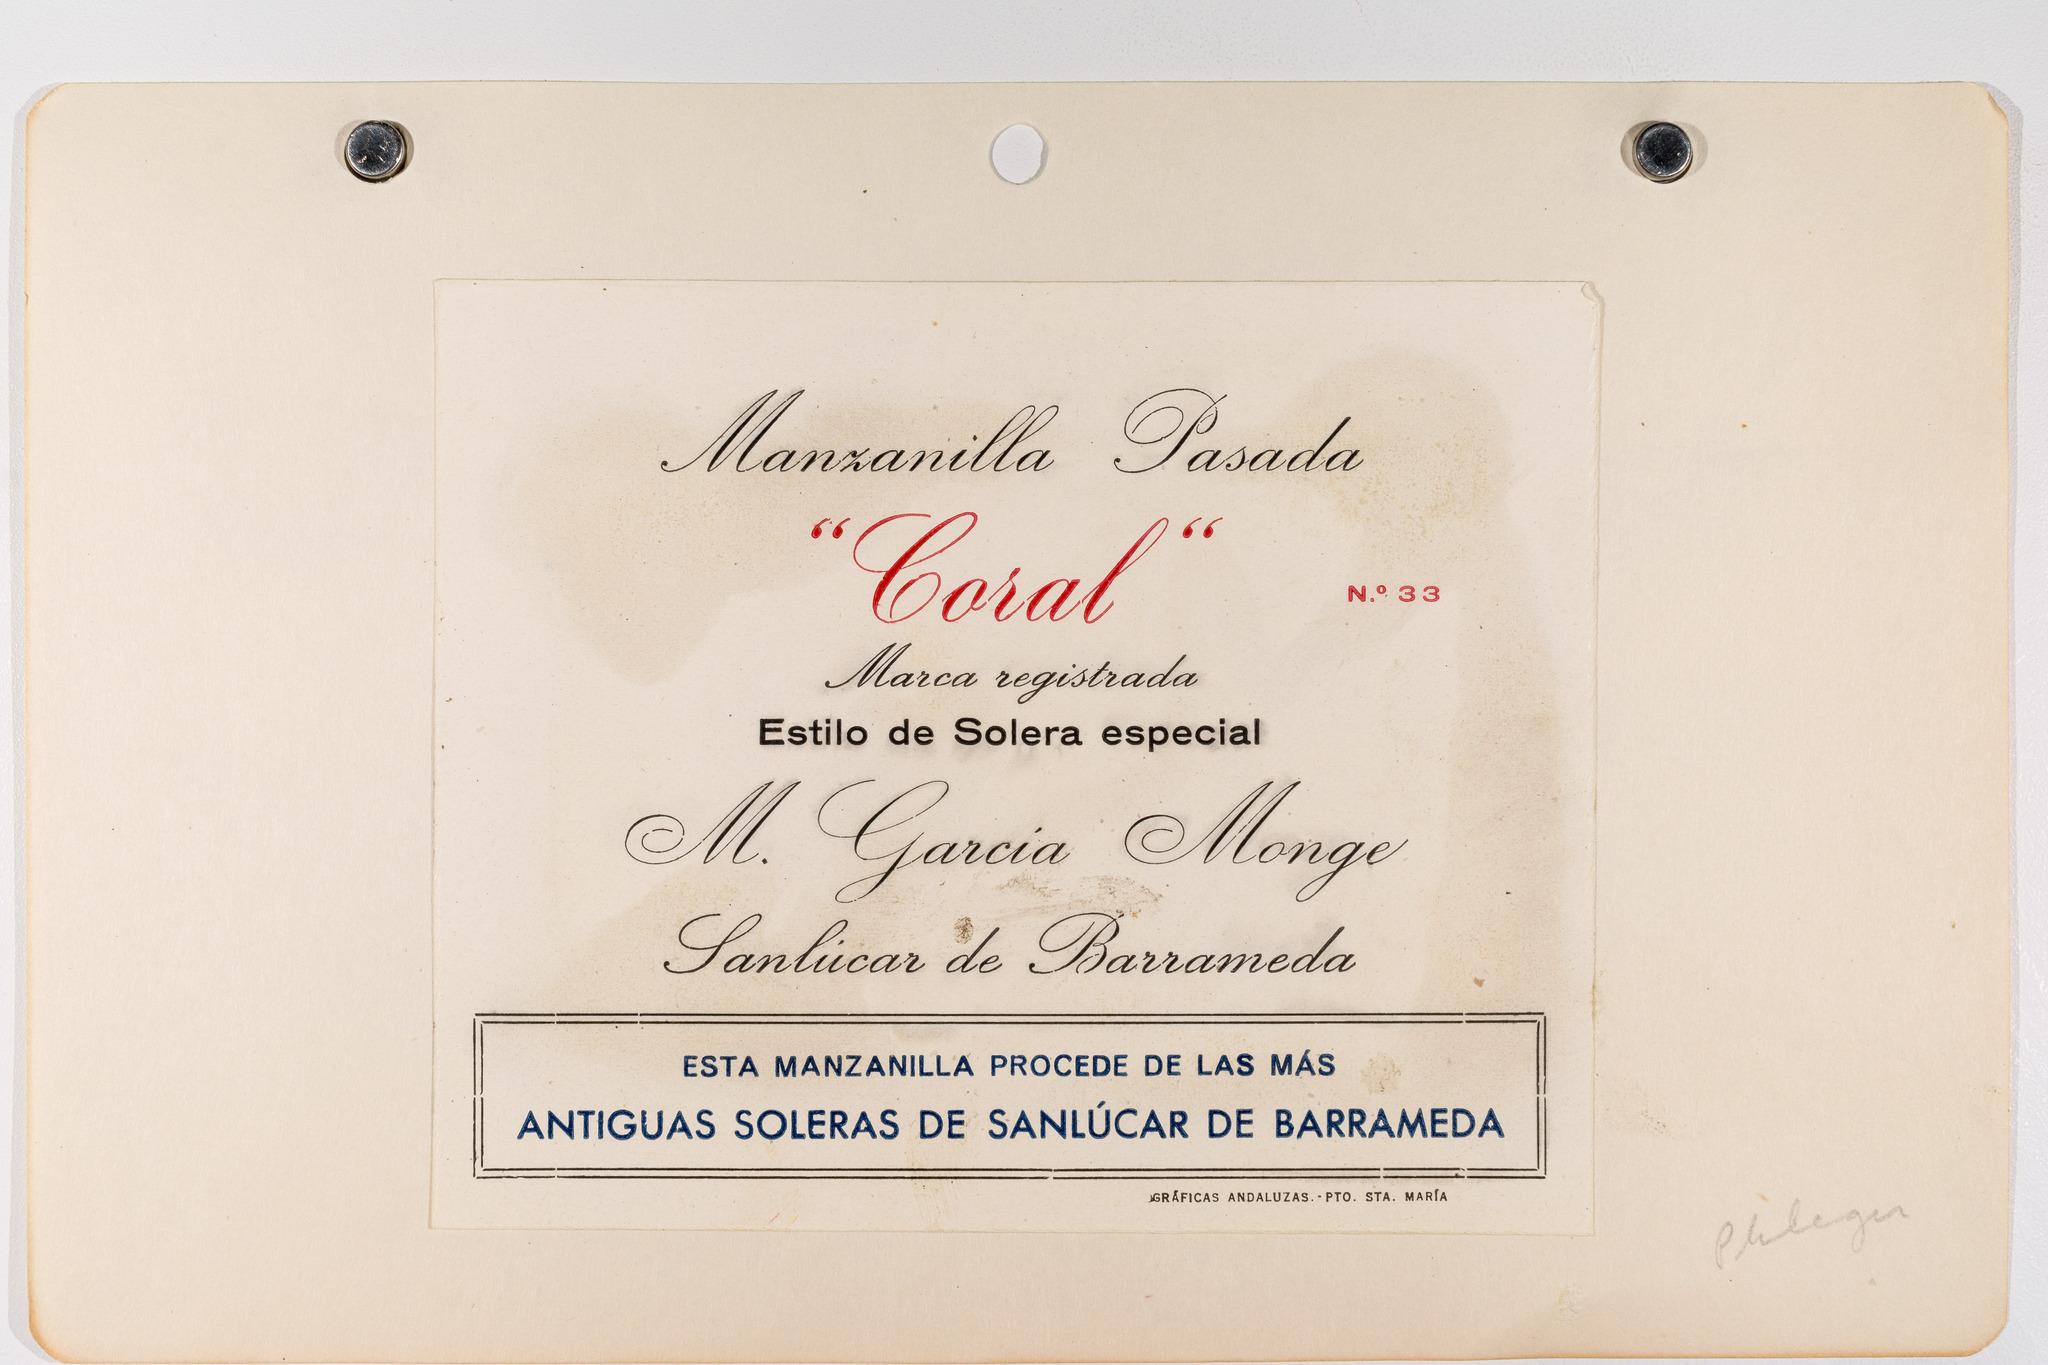 Manzanilla Pasada
“Coral“
N.º 33
Marca registrada
Estilo de Solera especial
M. García Monge
Sanlúcar de Barrameda
ESTA MANZANILLA PROCEDE DE LAS MÁS
ANTIGUAS SOLERAS DE SANLÚCAR DE BARRAMEDA
GRÁFICAS ANDALUZAS.-PTO. STA. MARÍA